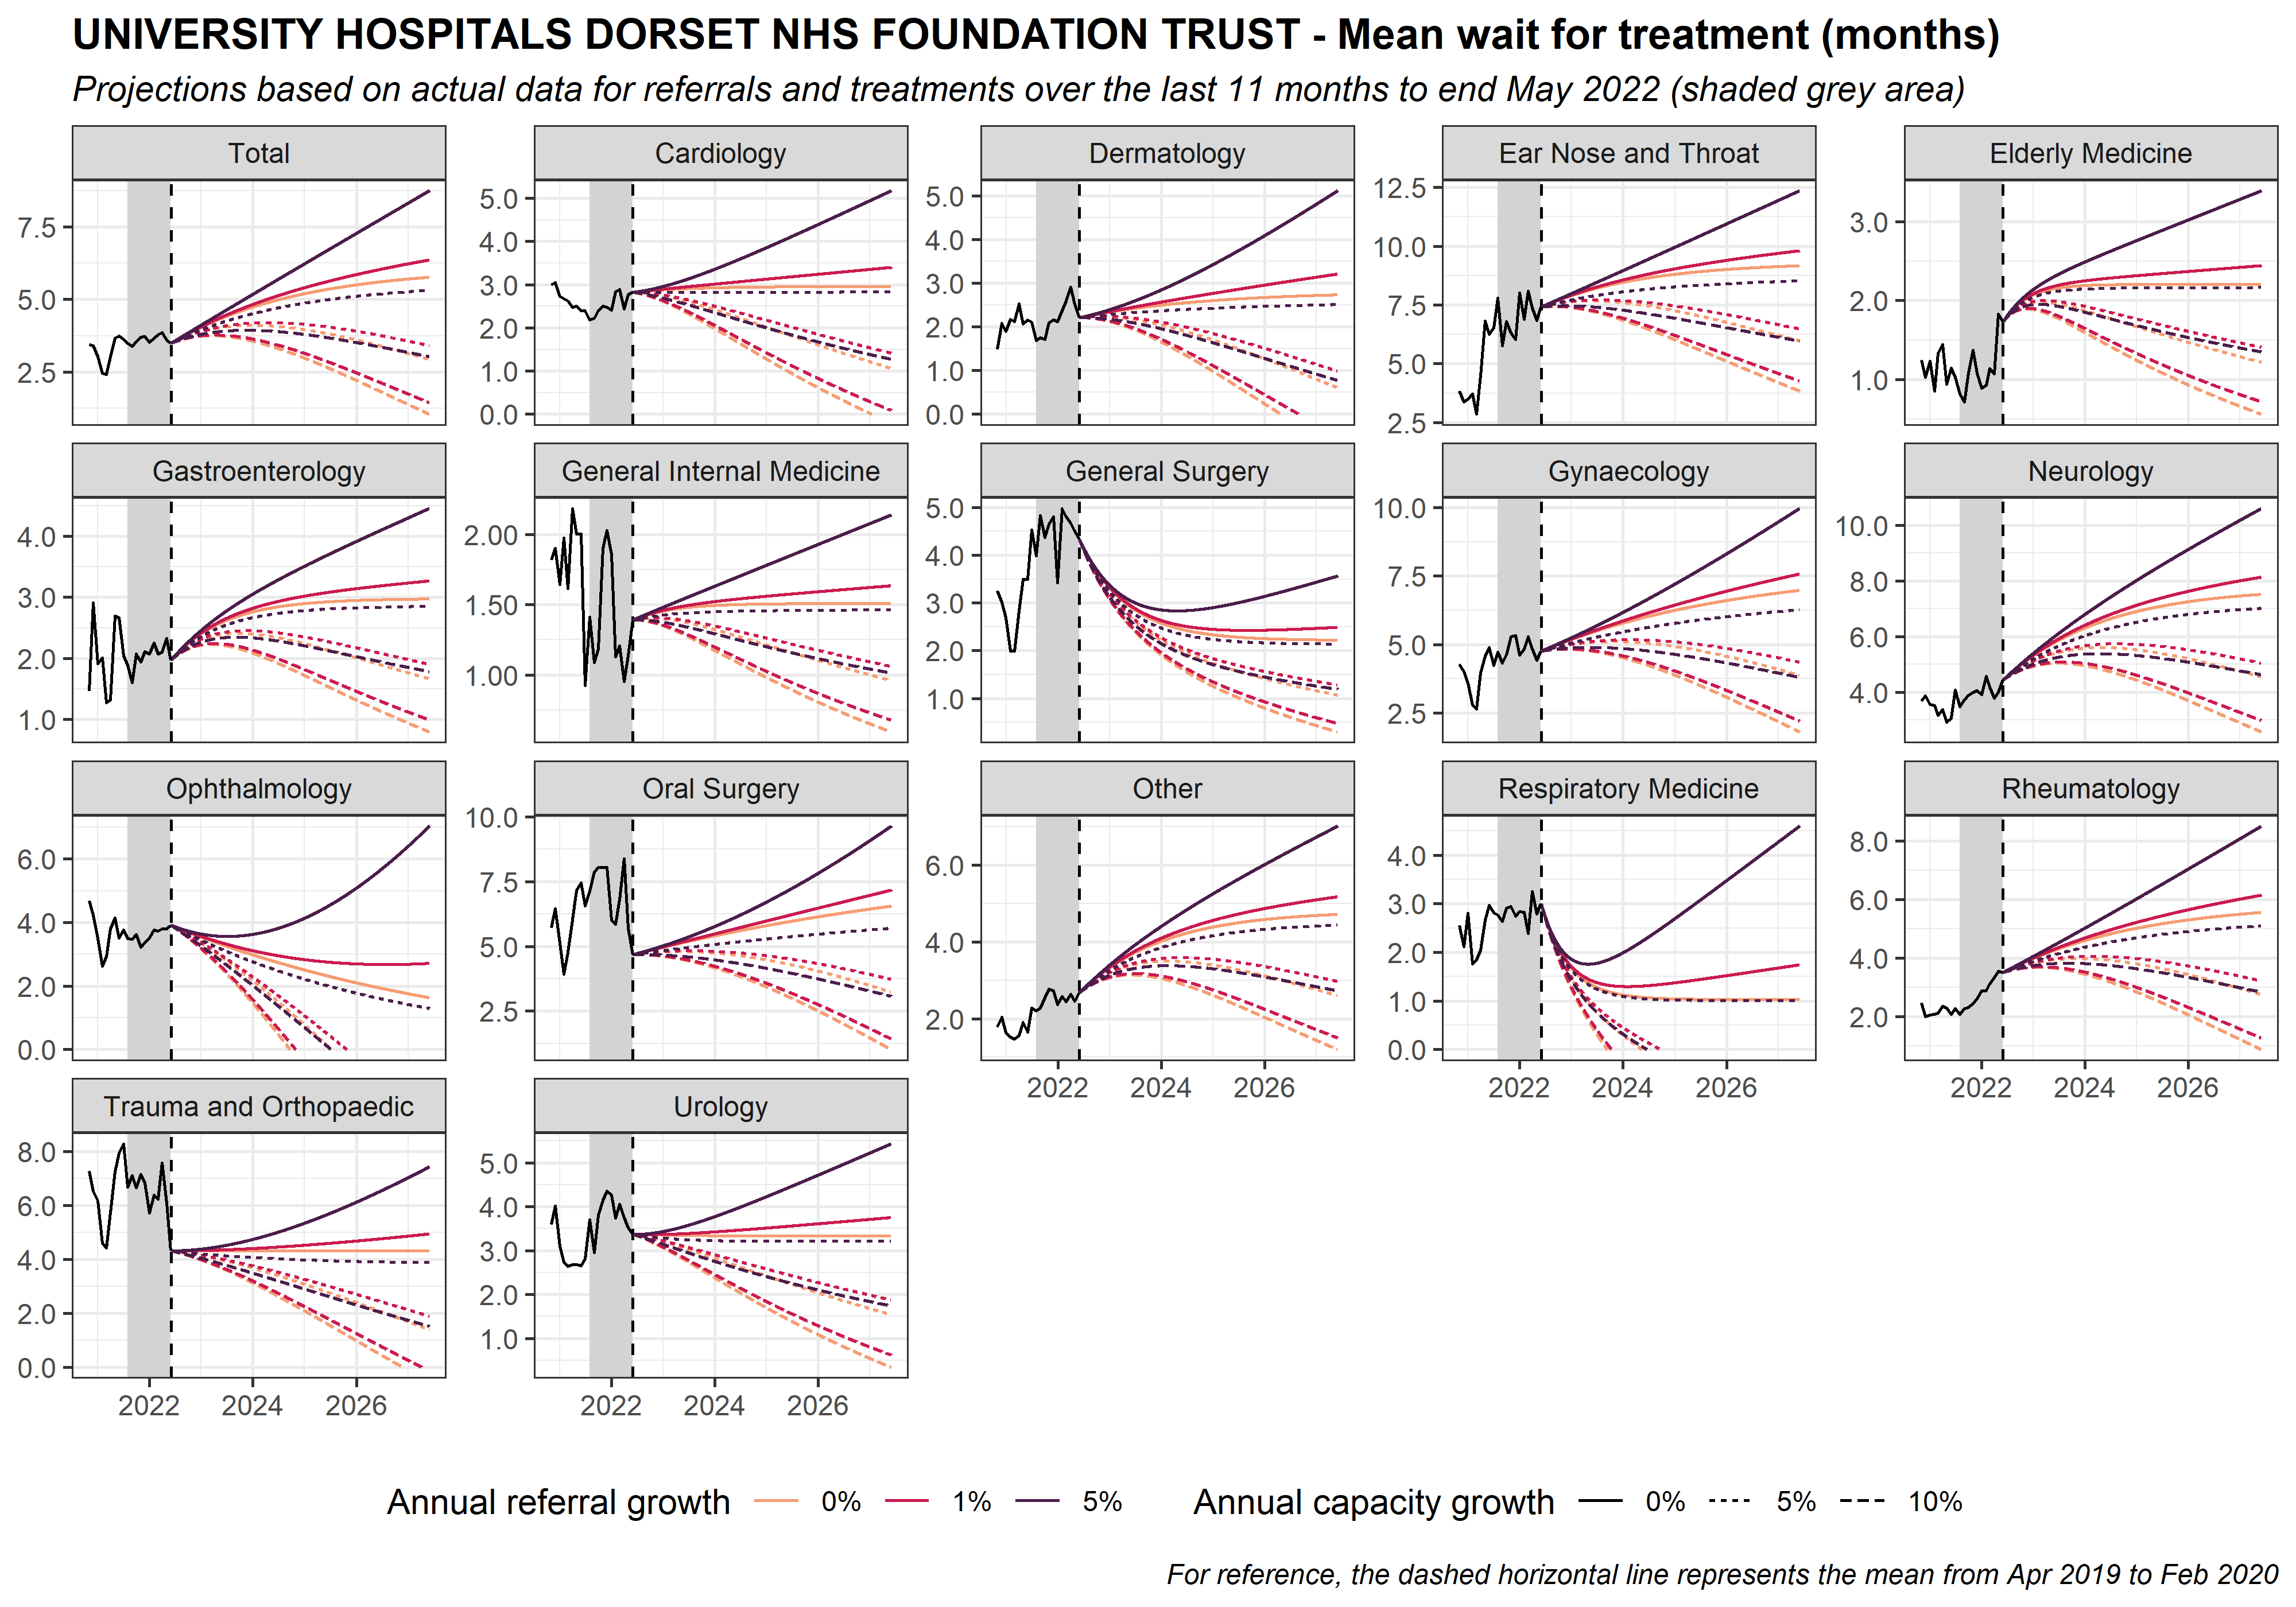 UNIVERSITY HOSPITALS DORSET NHS FOUNDATION TRUST - Mean wait for treatment (months)
Projections based on actual data for referrals and treatments over the last 11 months to end May 2022 (shaded grey area)
Total
7.5
5.0
2.5
Cardiology
5.0
4.0
3.0
2.0
1.0
0.0
Dermatology
5.0
4.0
3.0
2.0
1.0
0.0
Ear Nose and Throat
12.5
10.0
7.5
5.0
2.5
Elderly Medicine
3.0
2.0
1.0
Gastroenterology
4.0
3.0
2.0
1.0
General Internal Medicine
2.00
1.50
1.00
General Surgery
5.0
4.0
3.0
2.0
1.0
Gynaecology
10.0
7.5
5.0
2.5
Neurology
10.0
8.0
6.0
4.0
Ophthalmology
6.0
4.0
2.0
0.0
Oral Surgery
10.0
7.5
5.0
2.5
Other
6.0
4.0
2.0
2022 2024 2026
Respiratory Medicine
4.0
3.0
2.0
1.0
0.0
2022 2024 2026
Rheumatology
8.0
6.0
4.0
2.0
2022 2024 2026
Trauma and Orthopaedic
8.0
6.0
4.0
2.0
0.0
2022 2024 2026
Urology
5.0
4.0
3.0
2.0
1.0
2022 2024 2026
Annual referral growth 0% 1% 5% Annual capacity growth 0% 5% 10%
For reference, the dashed horizontal line represents the mean from Apr 2019 to Feb 2020